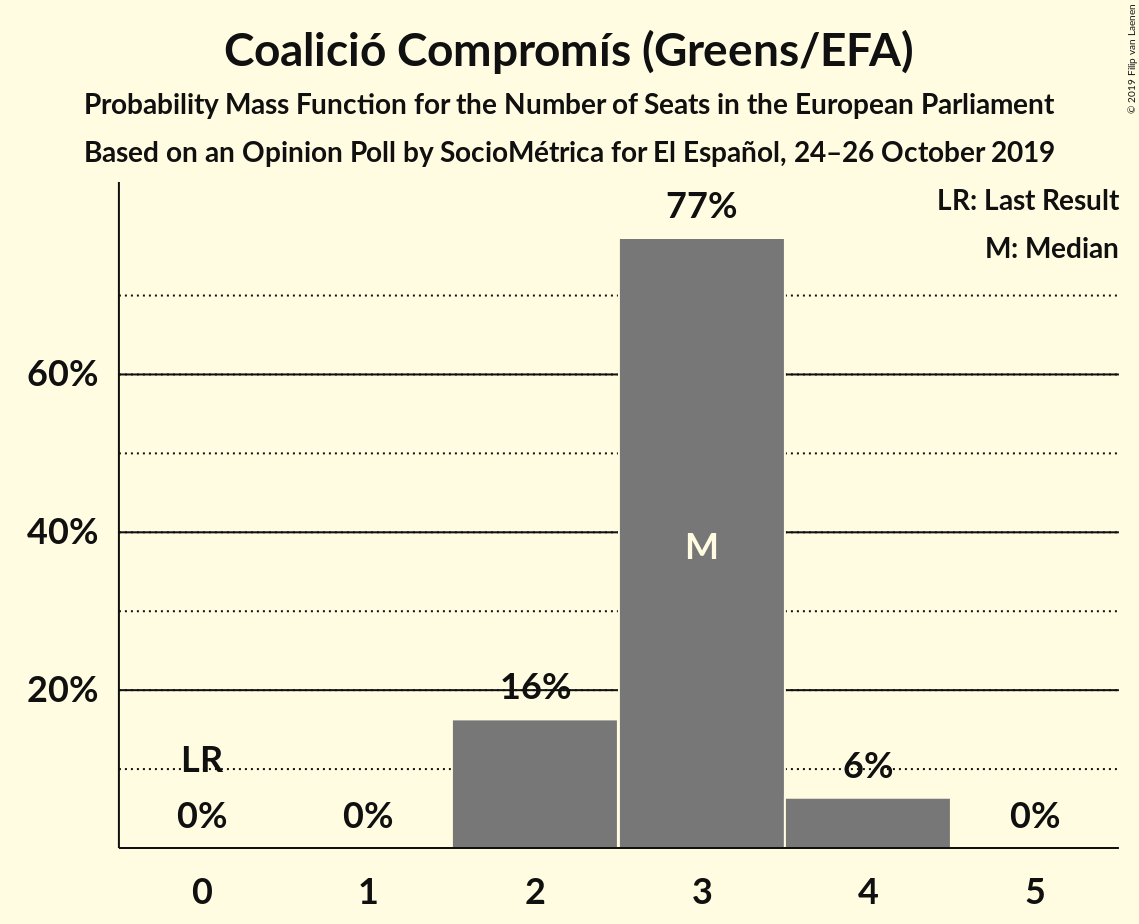 Coalició Compromís (Greens/EFA)
Probability Mass Function for the Number of Seats in the European Parliament
Based on an Opinion Poll by SocioMétrica for El Español, 24–26 October 2019
© 2019 Filip van Laenen
LR: Last Result
M: Median
77%
60%
40%
M
20%
16%
LR
6%
0%
0%
0%
0 1 2 3 4 5